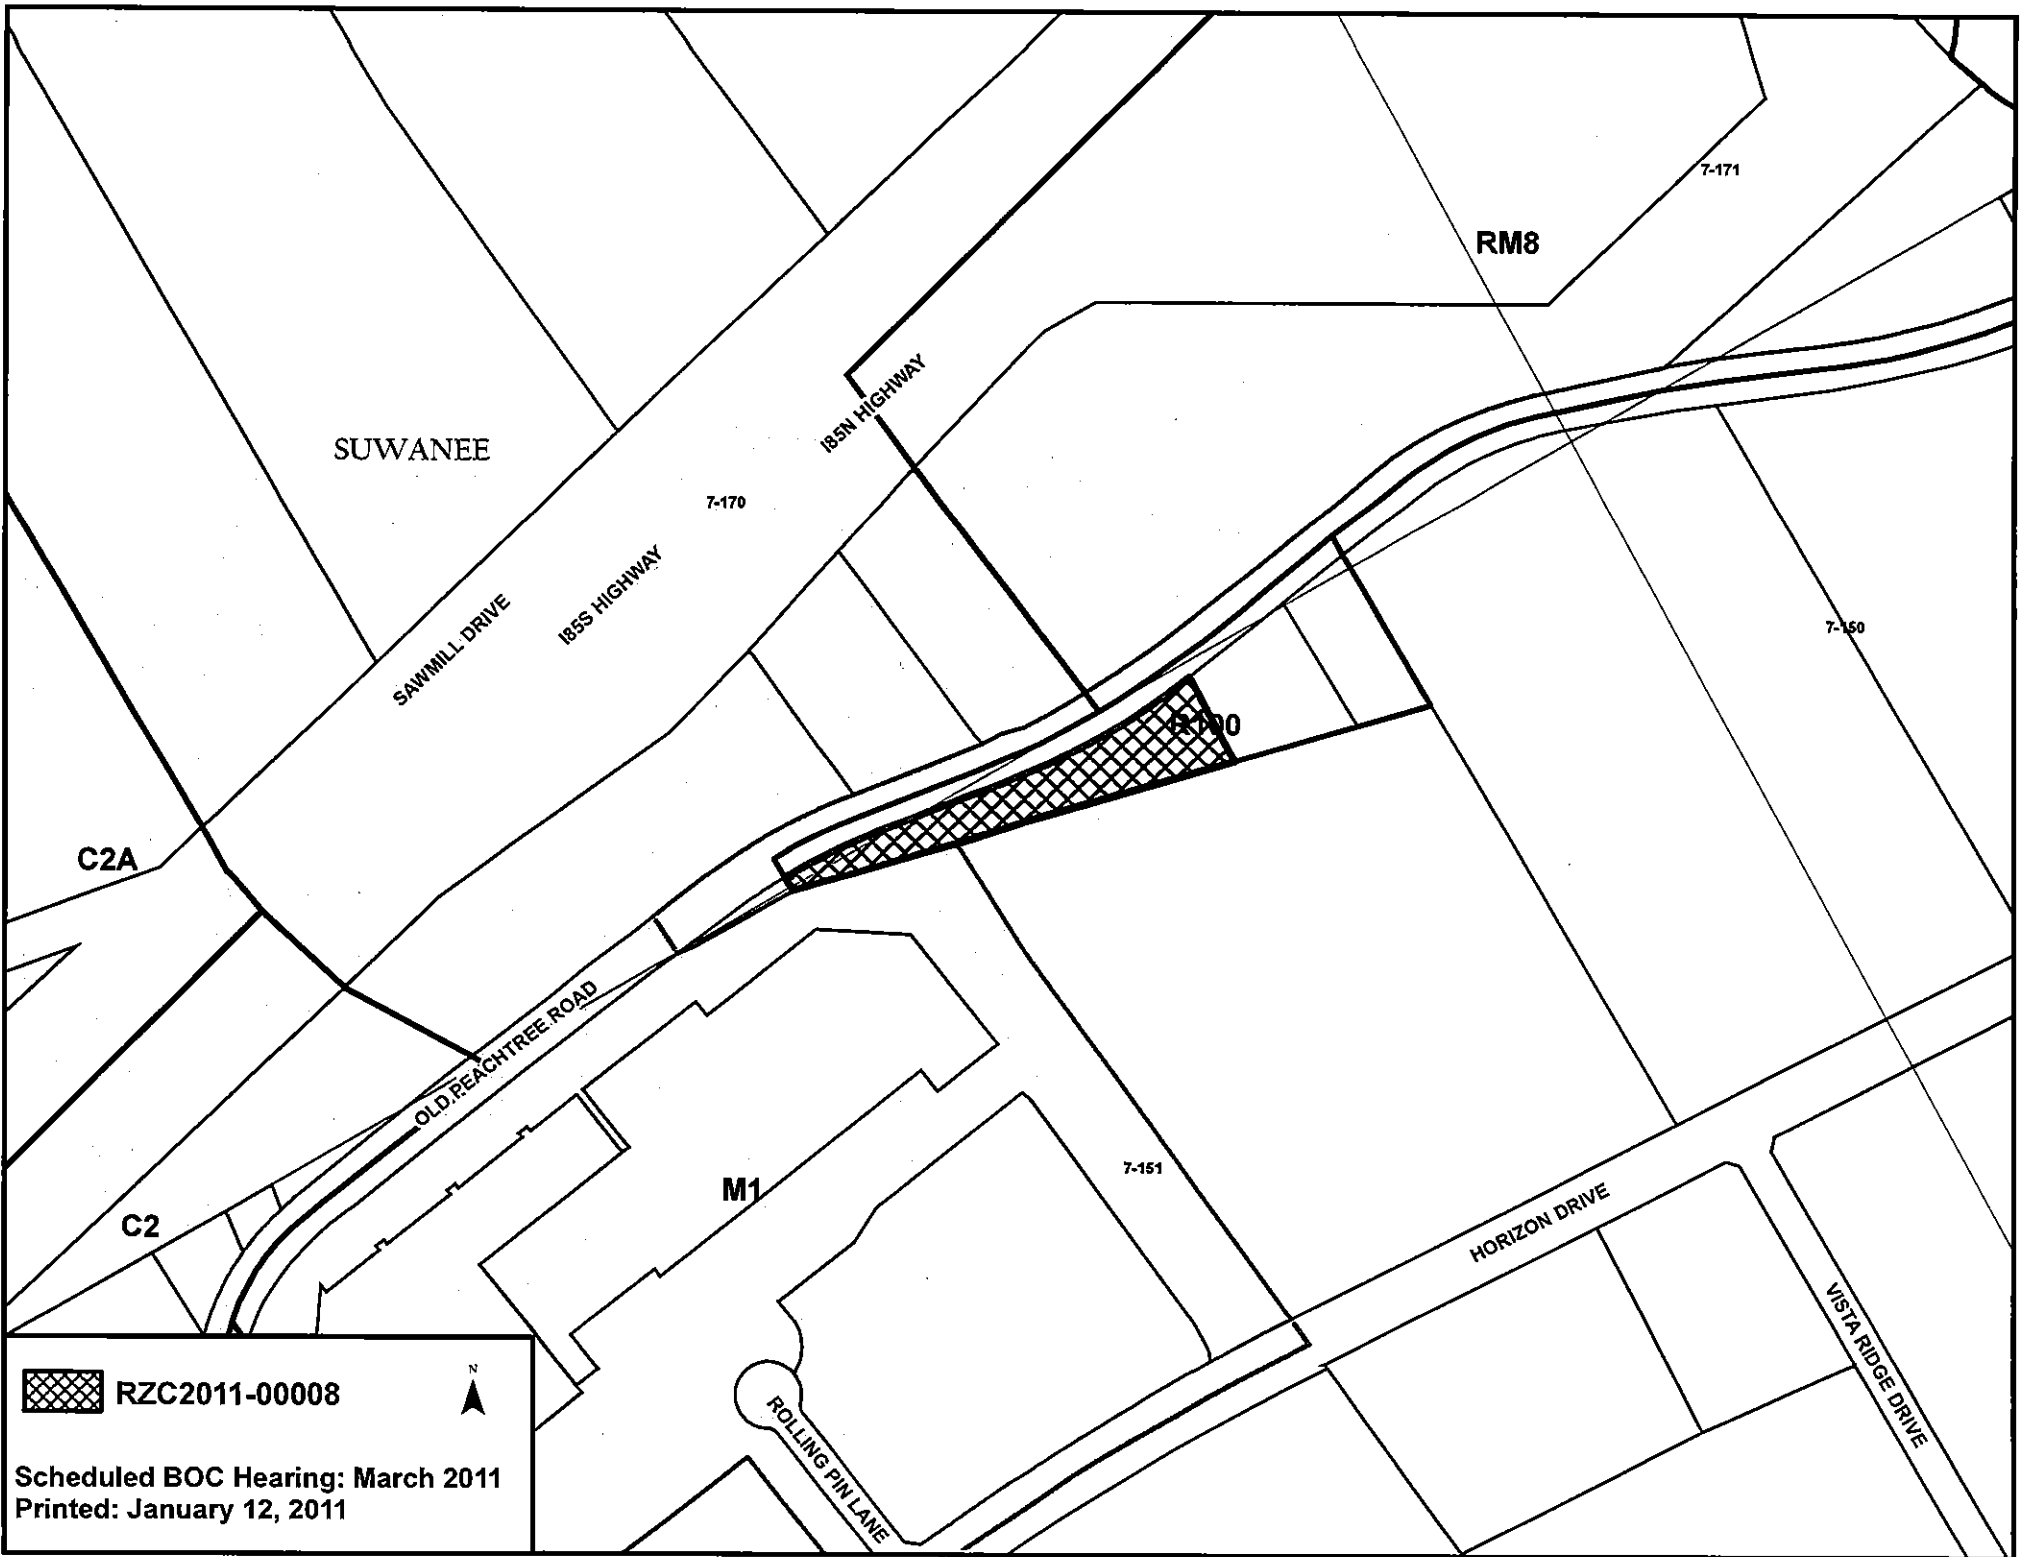 7-171
RM8
I85N HIGHWAY
SUWANEE
7-170
I85S HIGHWAY
SAWMILL DRIVE
7-150
R100
C2A
OLD PEACHTREE ROAD
7-151
M1
C2
HORIZON DRIVE
VISTA RIDGE DRIVE
ROLLING PIN LANE
N
RZC2011-00008
Scheduled BOC Hearing: March 2011
Printed: January 12, 2011